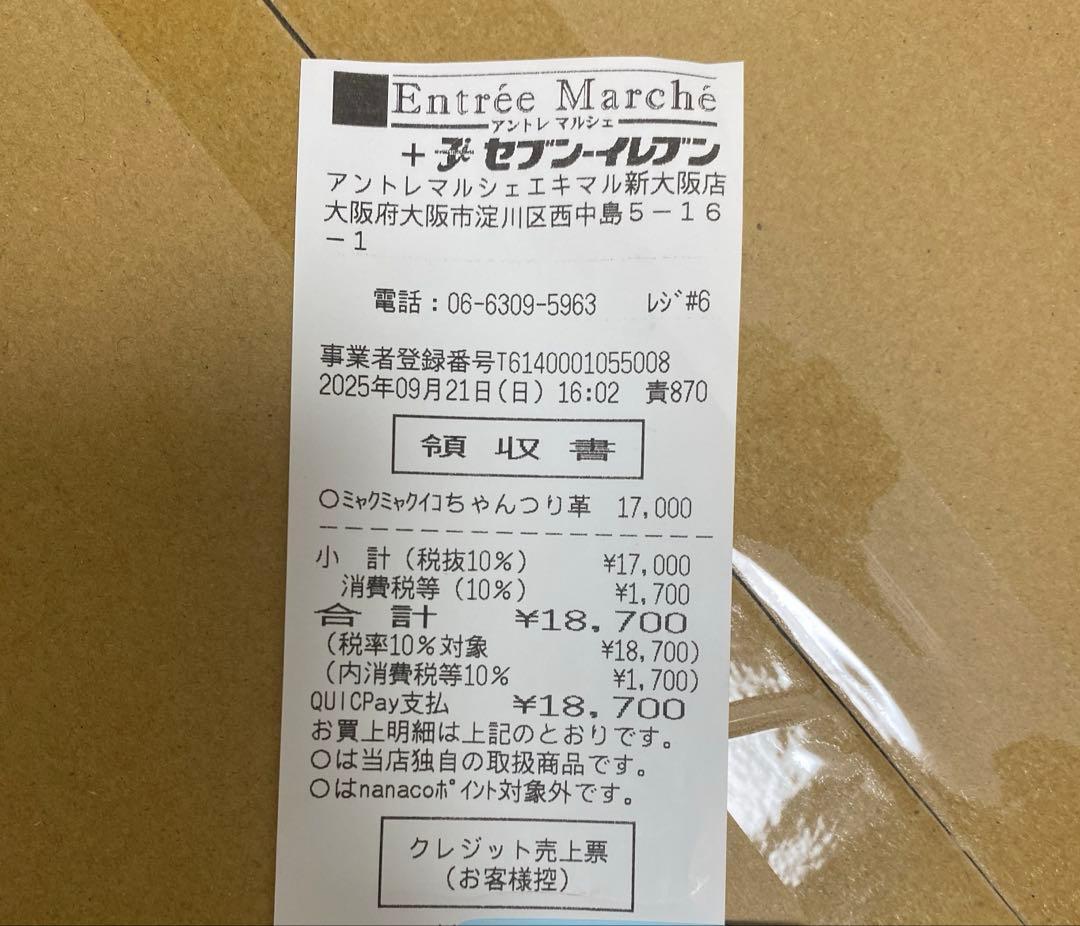 Entrée Marché
アントレ マルシェ
+ セブン-イレブン
アントレマルシェエキマル新大阪店
大阪府大阪市淀川区西中島5-16
-1
電話:06-6309-5963 ﾚｼﾞ#6
事業者登録番号T6140001055008
2025年09月21日(日) 16:02 責870
領 収 書
○ﾐｬｸﾐｬｸｲｺちゃんつり革 17,000
小 計(税抜10%) ¥17,000
消費税等(10%) ¥1,700
合 計 ¥18,700
(税率10%対象 ¥18,700)
(内消費税等10% ¥1,700)
QUICPay支払 ¥18,700
お買上明細は上記のとおりです。
○は当店独自の取扱商品です。
○はnanacoﾎﾟｲﾝﾄ対象外です。
クレジット売上票
(お客様控)